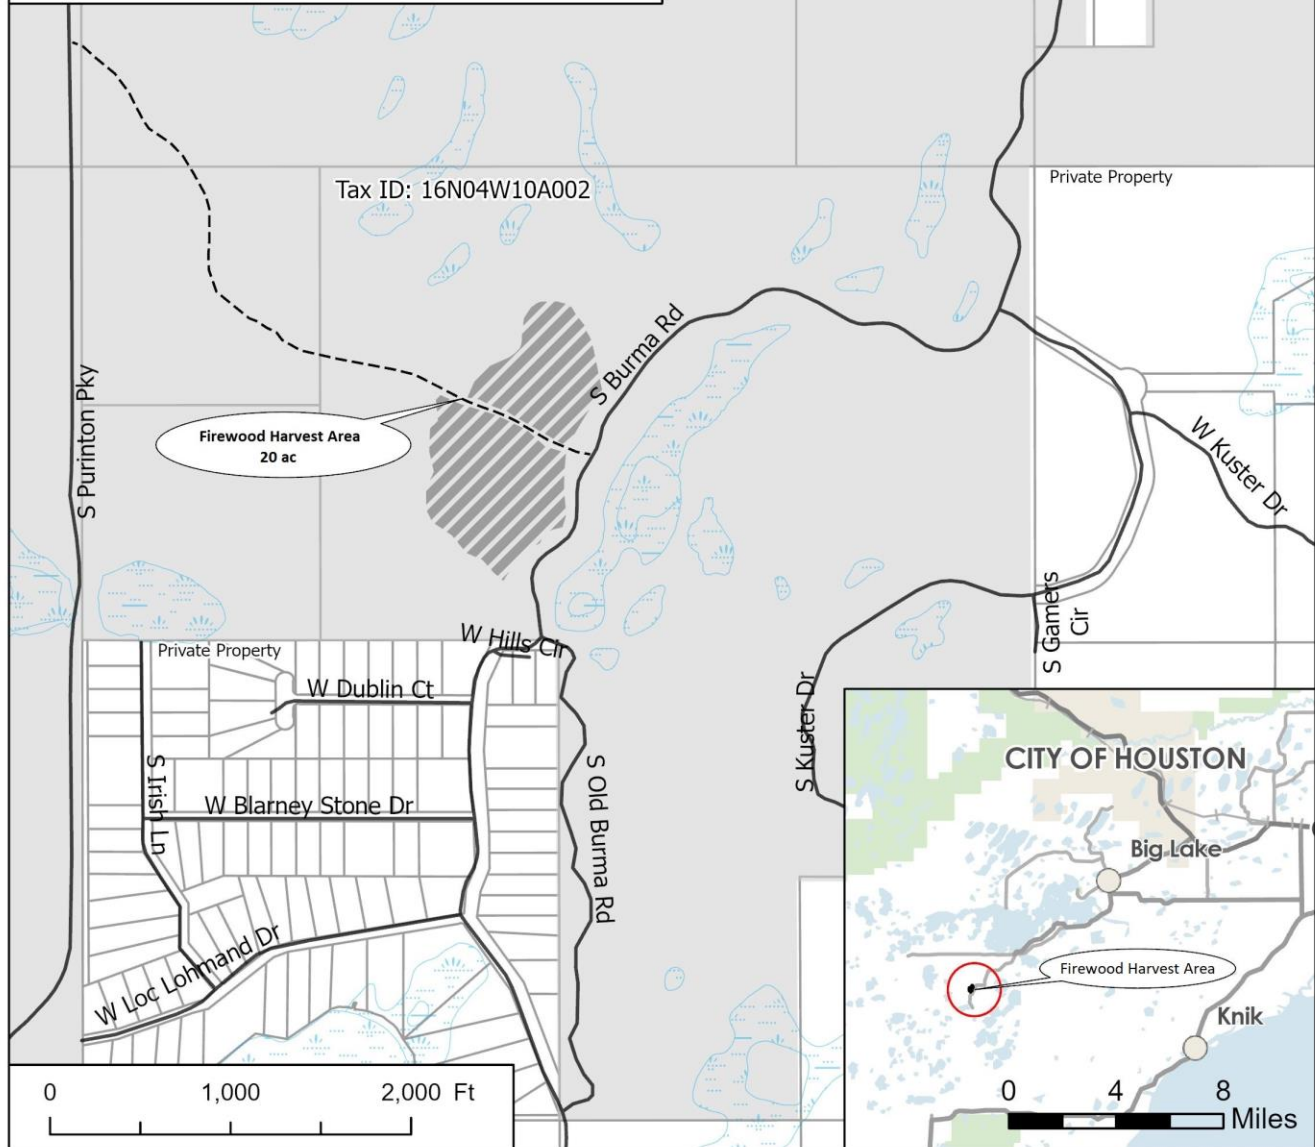 Private Property
Tax ID: 16N04W10A002
S Burma Rd
S Purinton Pky
Firewood Harvest Area
20 ac
W Kuster Dr
S Gamers
Cir
W Hills Cir
Private Property
W Dublin Ct
S Kuster Dr
S Irish Ln
W Blarney Stone Dr
S Old Burma Rd
W Loc Lohmand Dr
CITY OF HOUSTON
Big Lake
Firewood Harvest Area
Knik
0 1,000 2,000 Ft
0 4 8
Miles